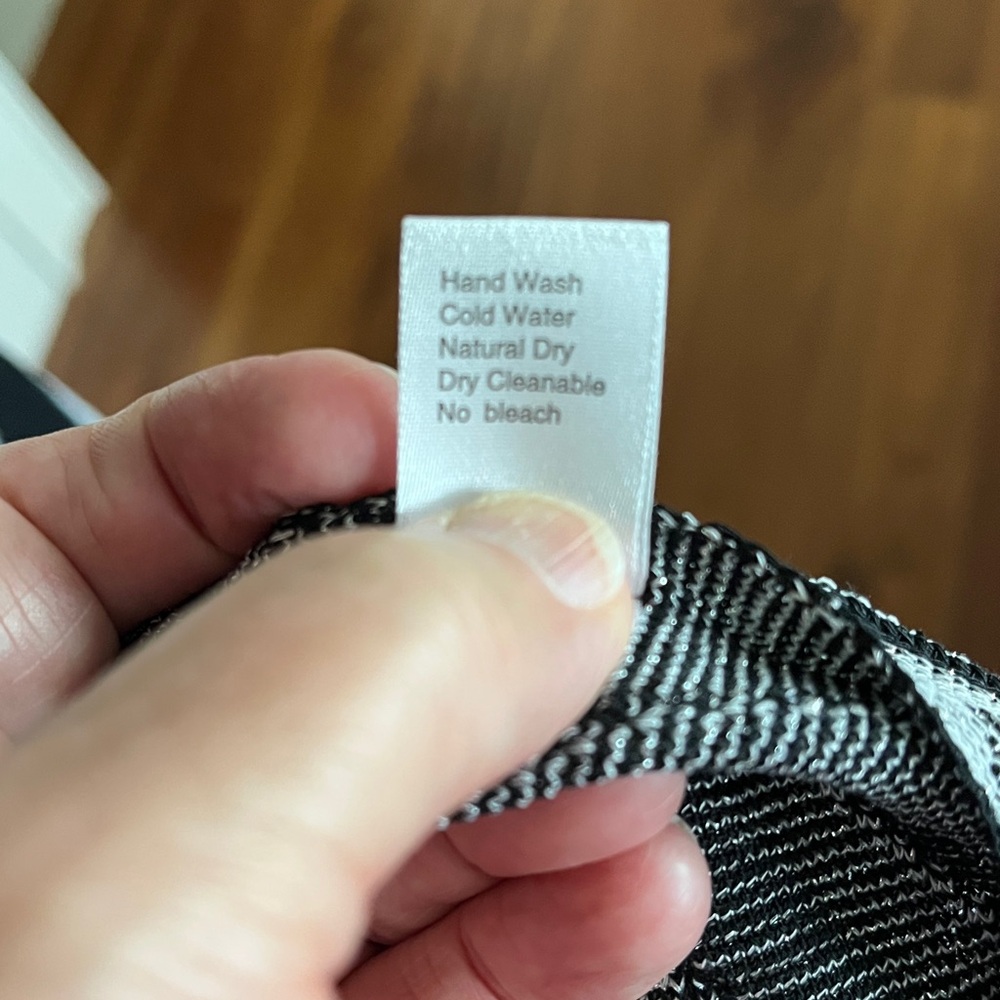 Hand Wash
Cold Water
Natural Dry
Dry Cleanable
No bleach